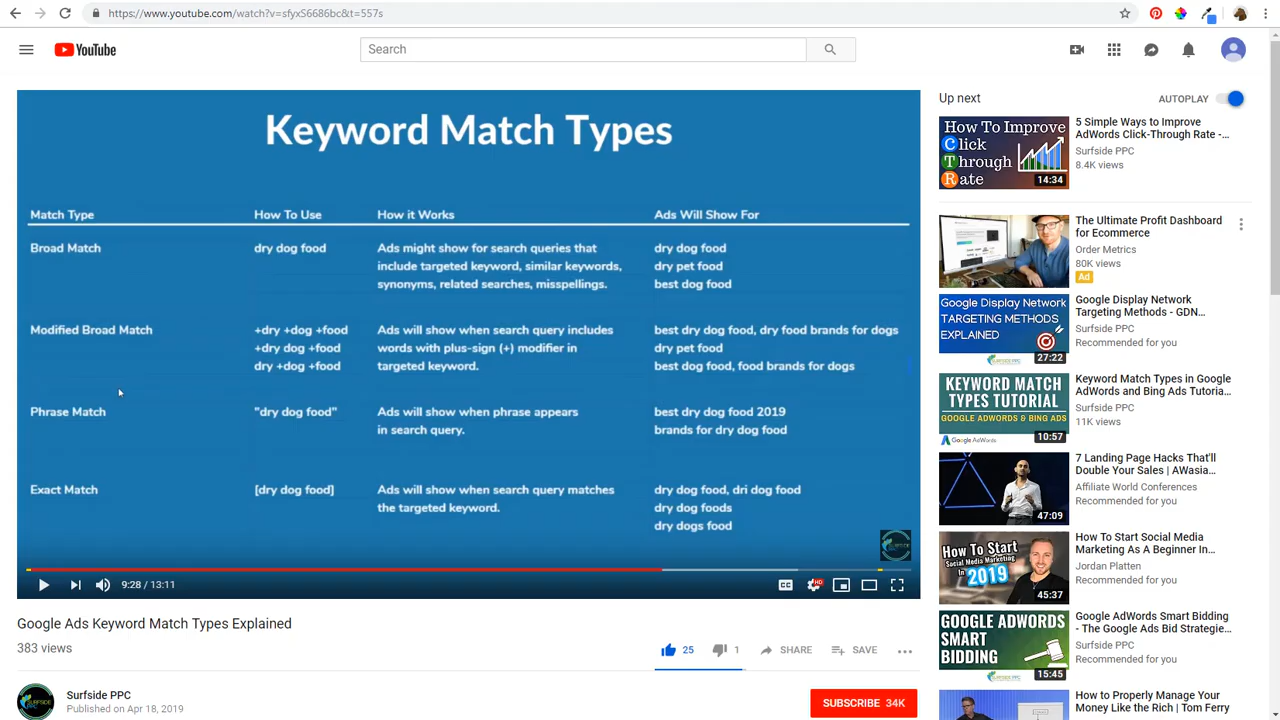 https://www.youtube.com/watch?v=sfyxS6686bc&t=557s
YouTube
Search
Keyword Match Types
Match Type How To Use How it Works Ads Will Show For
Broad Match dry dog food Ads might show for search queries that dry dog food
include targeted keyword, similar keywords, dry pet food
synonyms, related searches, misspellings. best dog food
Modified Broad Match +dry +dog +food Ads will show when search query includes best dry dog food, dry food brands for dogs
+dry dog +food words with plus-sign (+) modifier in dry pet food
dry +dog +food targeted keyword. best dog food, food brands for dogs
Phrase Match "dry dog food" Ads will show when phrase appears best dry dog food 2019
in search query. brands for dry dog food
Exact Match [dry dog food] Ads will show when search query matches dry dog food, dri dog food
the targeted keyword. dry dog foods
dry dogs food
9:28 / 13:11
CC
HD
Google Ads Keyword Match Types Explained
383 views
25 1 SHARE SAVE
Surfside PPC
Published on Apr 18, 2019
SUBSCRIBE 34K
Up next AUTOPLAY
How To Improve
Click
Through
Rate
14:34
5 Simple Ways to Improve
AdWords Click-Through Rate -...
Surfside PPC
8.4K views
The Ultimate Profit Dashboard
for Ecommerce
Order Metrics
80K views
Ad
Google Display Network
TARGETING METHODS
EXPLAINED
27:22
Google Display Network
Targeting Methods - GDN...
Surfside PPC
Recommended for you
KEYWORD MATCH
TYPES TUTORIAL
GOOGLE ADWORDS & BING ADS
Google AdWords
10:57
Keyword Match Types in Google
AdWords and Bing Ads Tutoria...
Surfside PPC
11K views
47:09
7 Landing Page Hacks That'll
Double Your Sales | AWasia...
Affiliate World Conferences
Recommended for you
How To Start
Social Media
Marketing
In 2019
45:37
How To Start Social Media
Marketing As A Beginner In...
Jordan Platten
Recommended for you
GOOGLE ADWORDS
SMART
BIDDING
15:45
Google AdWords Smart Bidding
- The Google Ads Bid Strategie...
Surfside PPC
Recommended for you
How to Properly Manage Your
Money Like the Rich | Tom Ferry